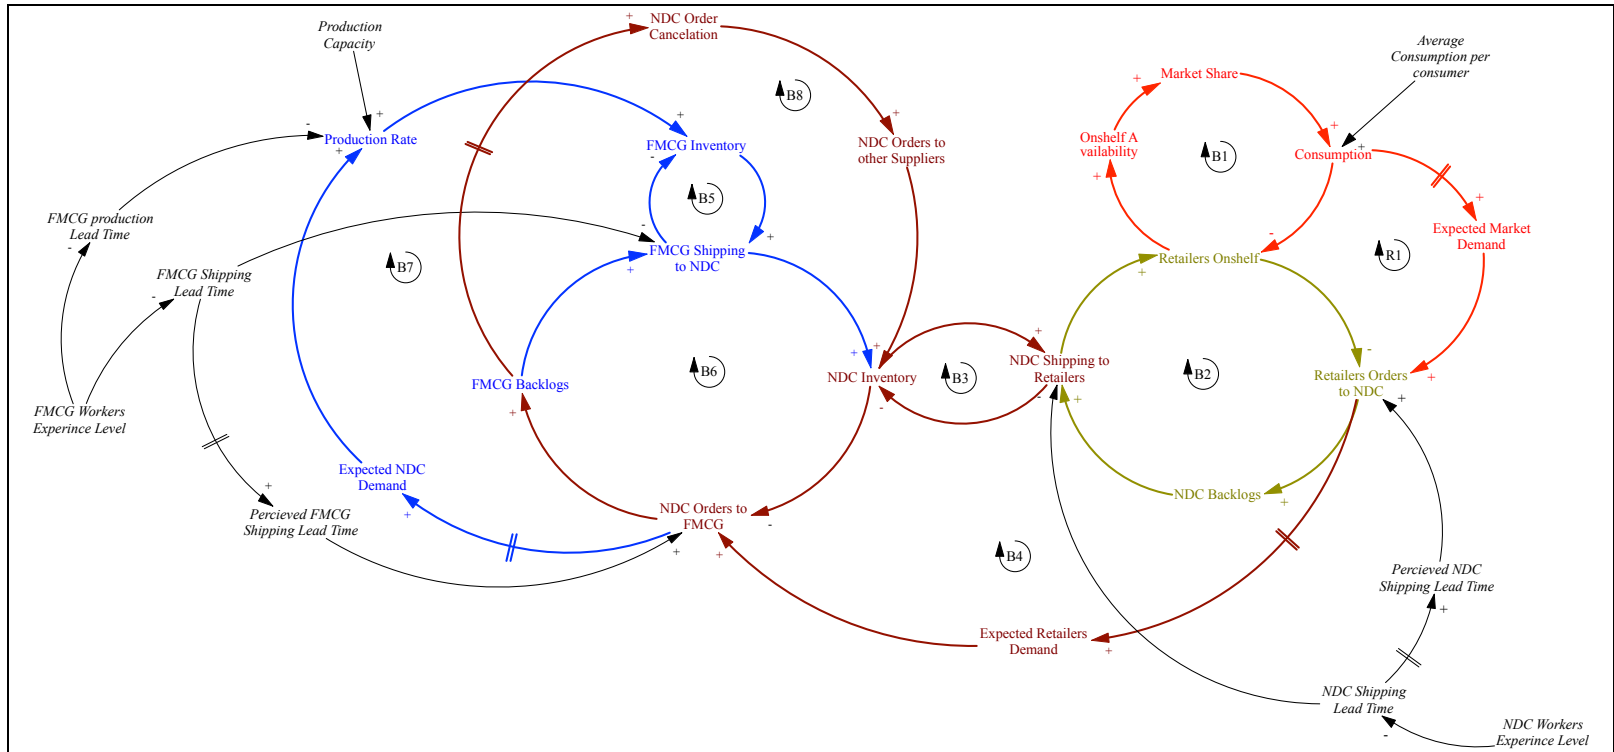 NDC Order
Cancelation
Production
Capacity
Average
Consumption per
consumer
Market Share
B8
Production Rate
FMCG Inventory
NDC Orders to
other Suppliers
Onshelf A
vailability
B1
Consumption
B5
FMCG production
Lead Time
Expected Market
Demand
R1
FMCG Shipping
to NDC
Retailers Onshelf
B7
FMCG Shipping
Lead Time
B6
FMCG Backlogs
NDC Inventory
B3
NDC Shipping to
Retailers
B2
Retailers Orders
to NDC
FMCG Workers
Experince Level
Expected NDC
Demand
NDC Backlogs
Percieved FMCG
Shipping Lead Time
NDC Orders to
FMCG
B4
Percieved NDC
Shipping Lead Time
Expected Retailers
Demand
NDC Shipping
Lead Time
NDC Workers
Experince Level